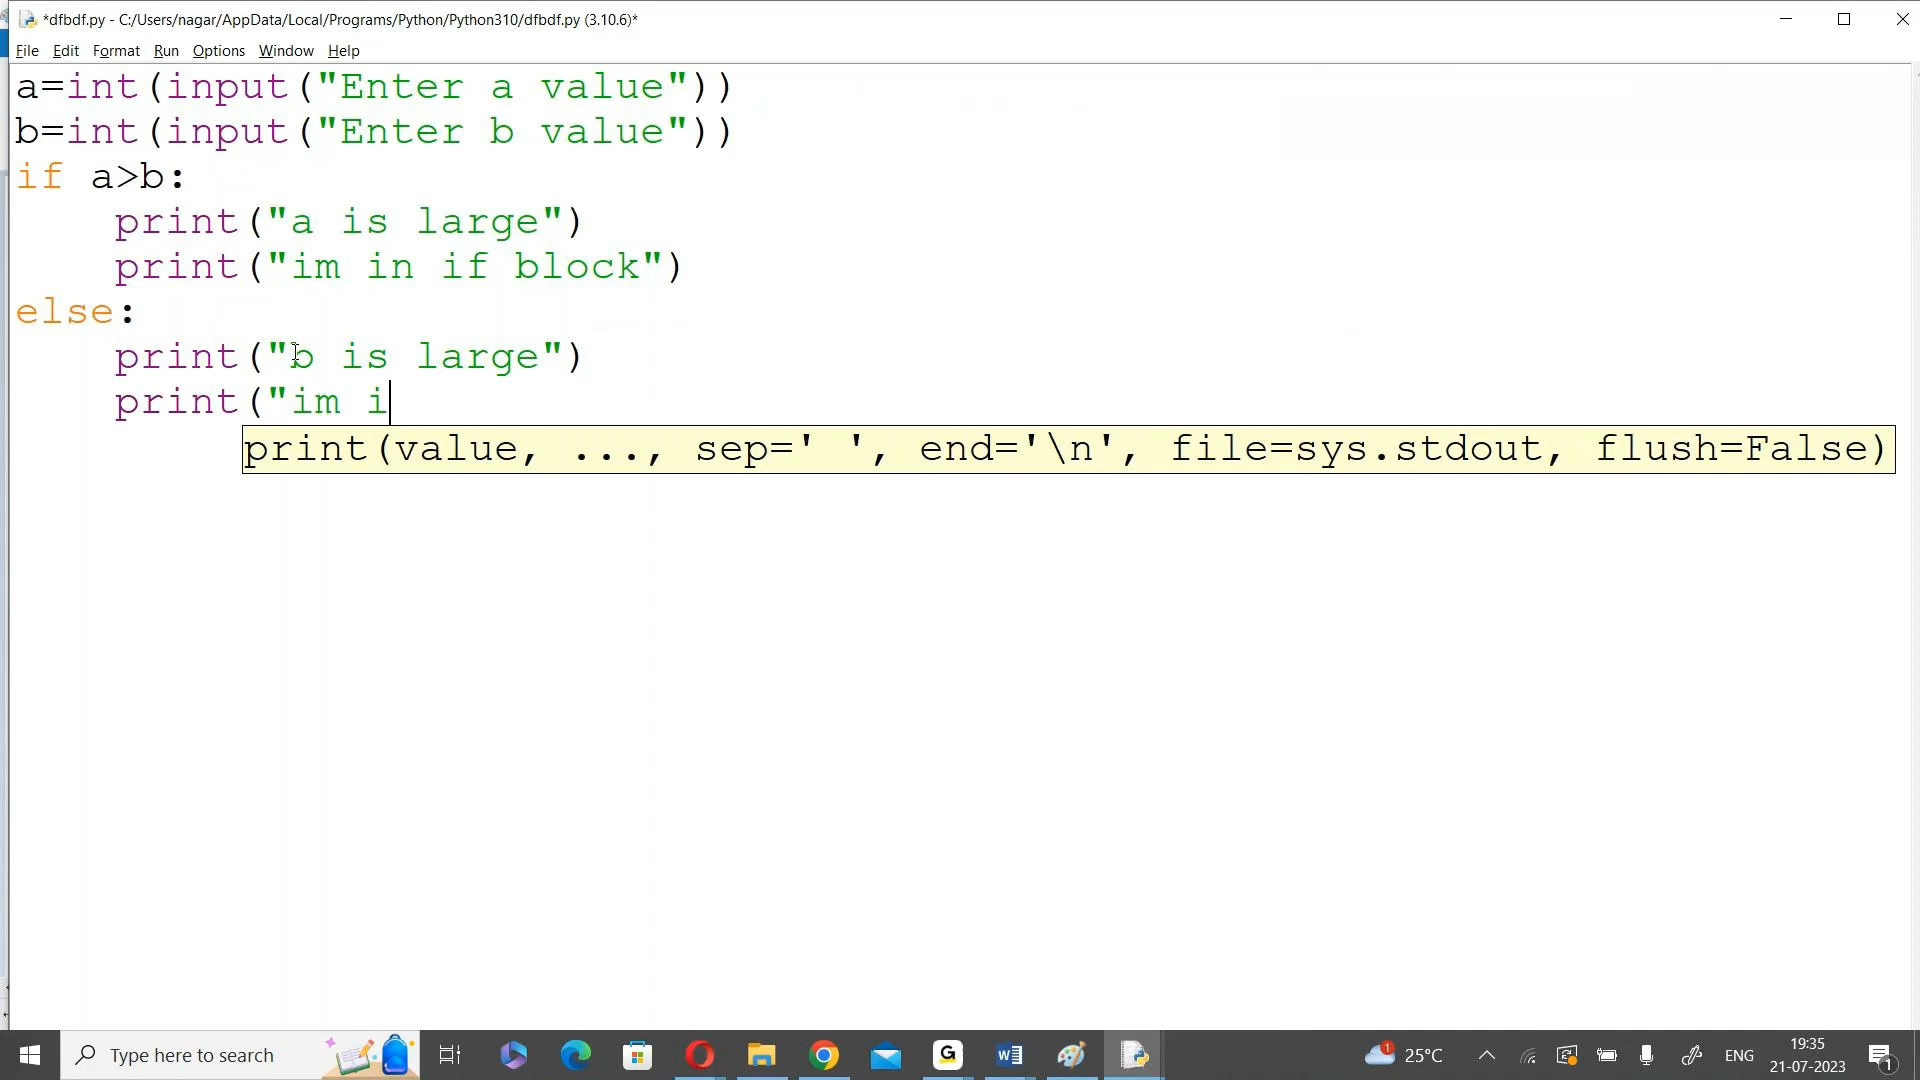 *dfbdf.py - C:/Users/nagar/AppData/Local/Programs/Python/Python310/dfbdf.py (3.10.6)*
File Edit Format Run Options Window Help
a=int(input("Enter a value"))
b=int(input("Enter b value"))
if a>b:
    print("a is large")
    print("im in if block")
else:
    print("b is large")
    print("im i
print(value, ..., sep=' ', end='\n', file=sys.stdout, flush=False)
Type here to search
G
W
1
25°C
ENG
19:35
21-07-2023
1